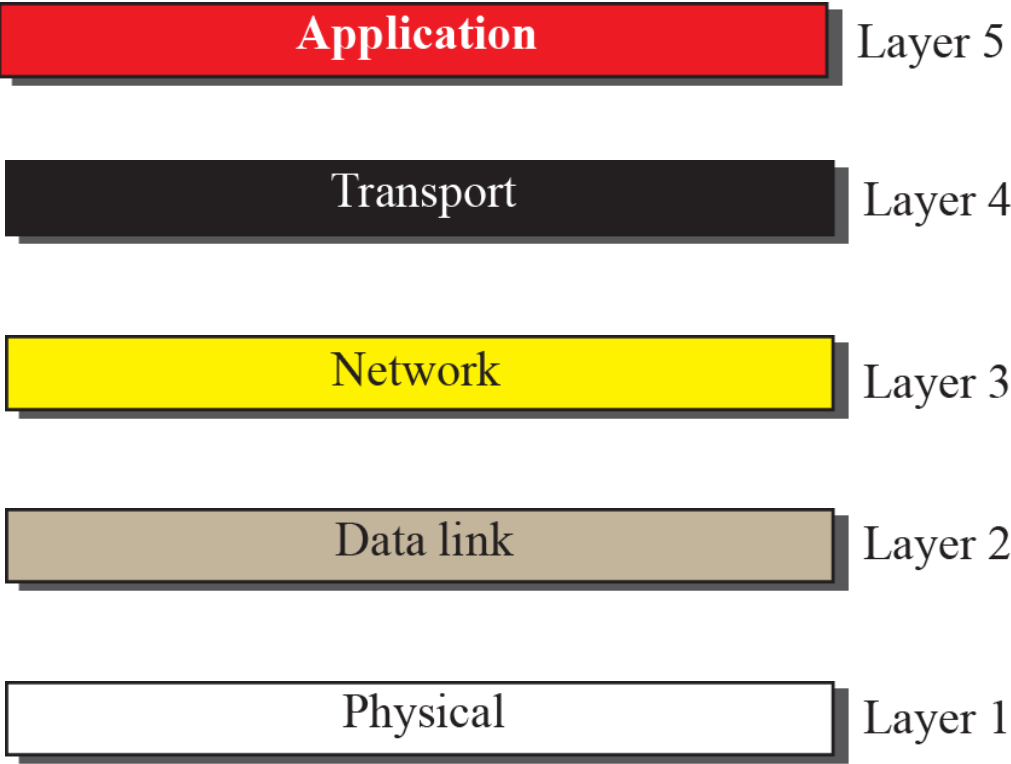 Application Layer 5
Transport Layer 4
Network Layer 3
Data link Layer 2
Physical Layer 1